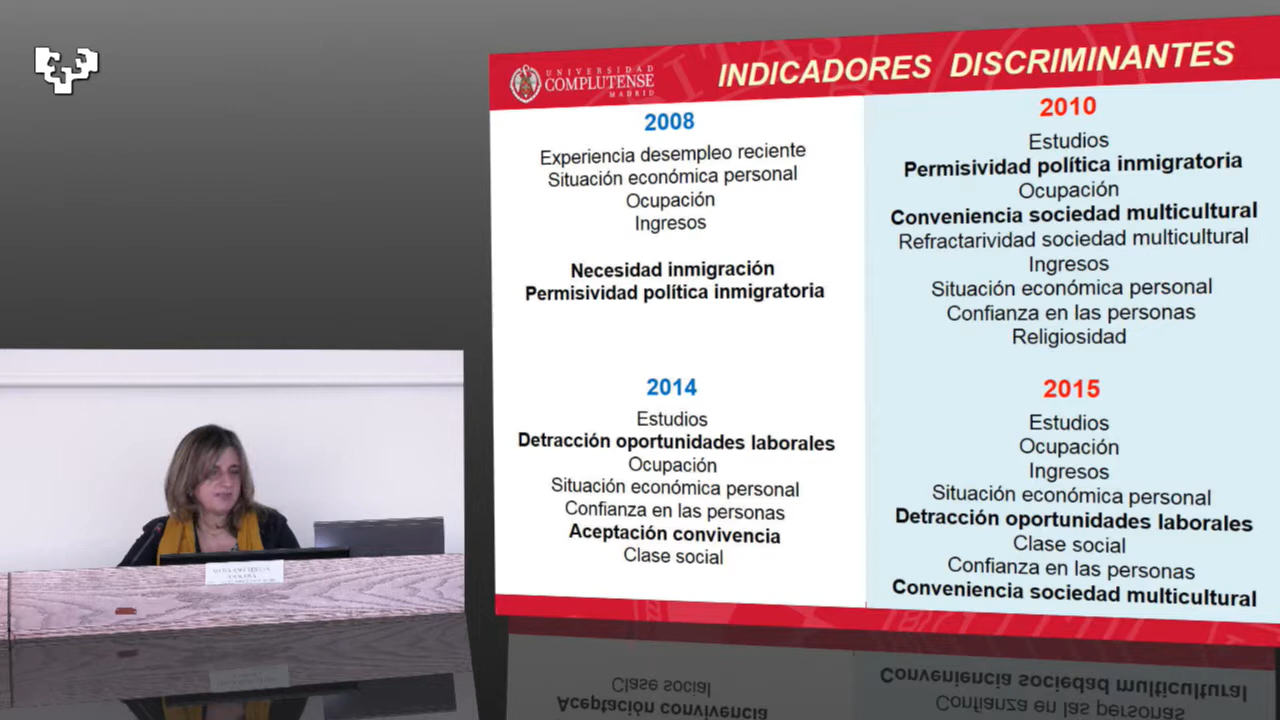 UNIVERSIDAD
COMPLUTENSE
MADRID
INDICADORES DISCRIMINANTES
2008
Experiencia desempleo reciente
Situación económica personal
Ocupación
Ingresos
Necesidad inmigración
Permisividad política inmigratoria
2010
Estudios
Permisividad política inmigratoria
Ocupación
Conveniencia sociedad multicultural
Refractarividad sociedad multicultural
Ingresos
Situación económica personal
Confianza en las personas
Religiosidad
2014
Estudios
Detracción oportunidades laborales
Ocupación
Situación económica personal
Confianza en las personas
Aceptación convivencia
Clase social
2015
Estudios
Ocupación
Ingresos
Situación económica personal
Detracción oportunidades laborales
Clase social
Confianza en las personas
Conveniencia sociedad multicultural